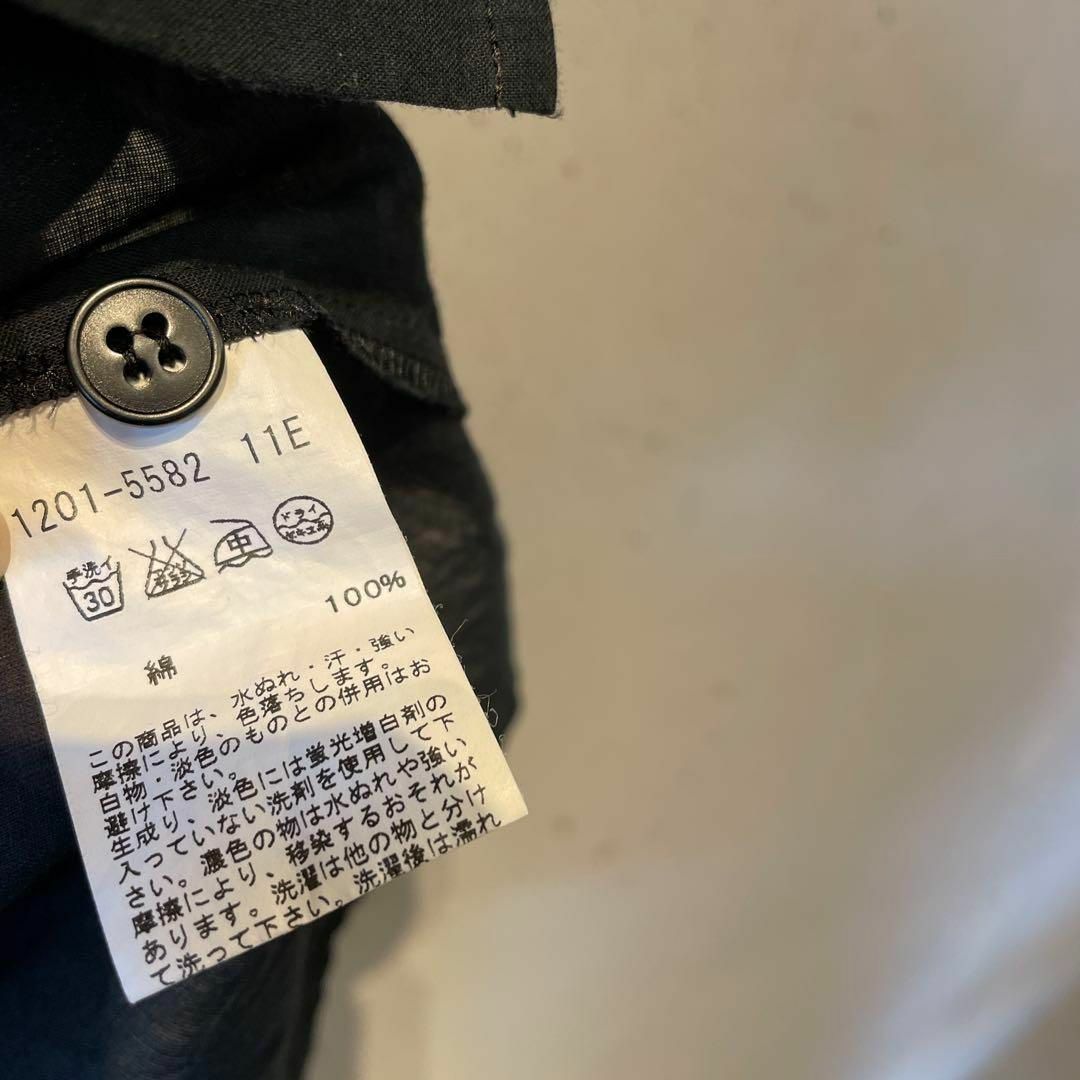 1201-5582 11E
手洗イ
30
エンソサラシ
中
ドライ
セキユ系
綿 100%
この商品は、水ぬれ・汗・強い
摩擦により、色落ちします。
白物・淡色のものとの併用はお
避け下さい。
生成り、淡色には蛍光増白剤の
入っていない洗剤を使用して下
さい。濃色の物は水ぬれや強い
摩擦により、移染するおそれが
あります。洗濯は他の物と分け
て洗って下さい。洗濯後は濡れ